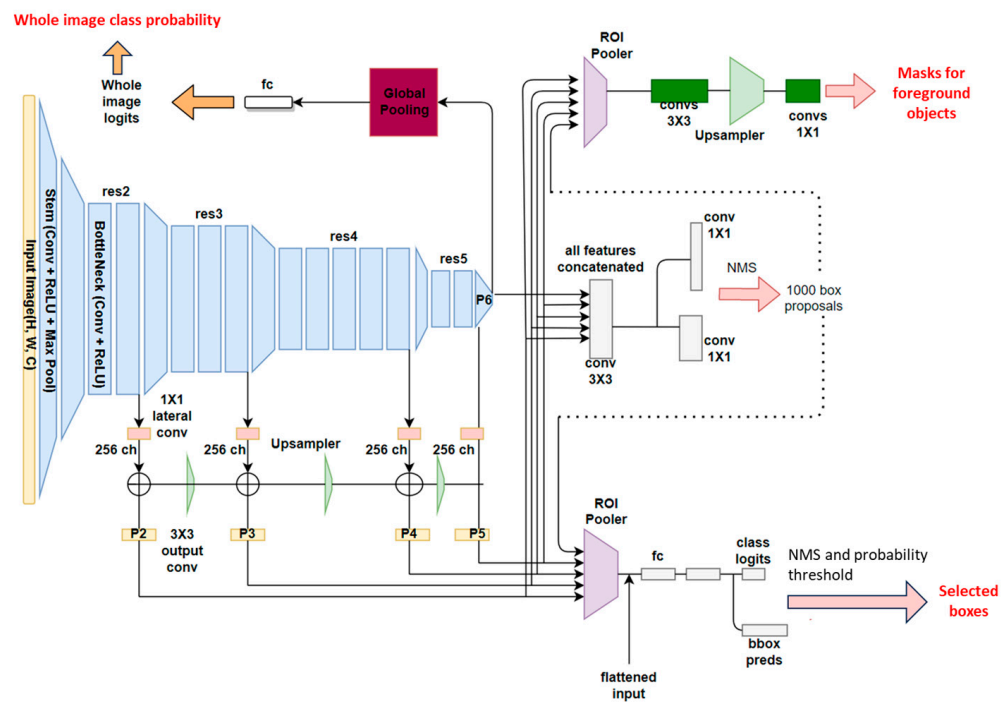 Whole image class probability
Whole
image
logits
fc
Global
Pooling
ROI
Pooler
convs
3X3
Upsampler
convs
1X1
Masks for
foreground
objects
Input Image(H, W, C)
Stem (Conv + ReLU + Max Pool)
BottleNeck (Conv + ReLU)
res2
res3
res4
res5
P6
all features
concatenated
conv
3X3
conv
1X1
conv
1X1
NMS
1000 box
proposals
1X1
lateral
conv
256 ch
256 ch
Upsampler
256 ch
256 ch
P2
3X3
output
conv
P3
P4
P5
ROI
Pooler
fc
class
logits
bbox
preds
flattened
input
NMS and probability
threshold
Selected
boxes